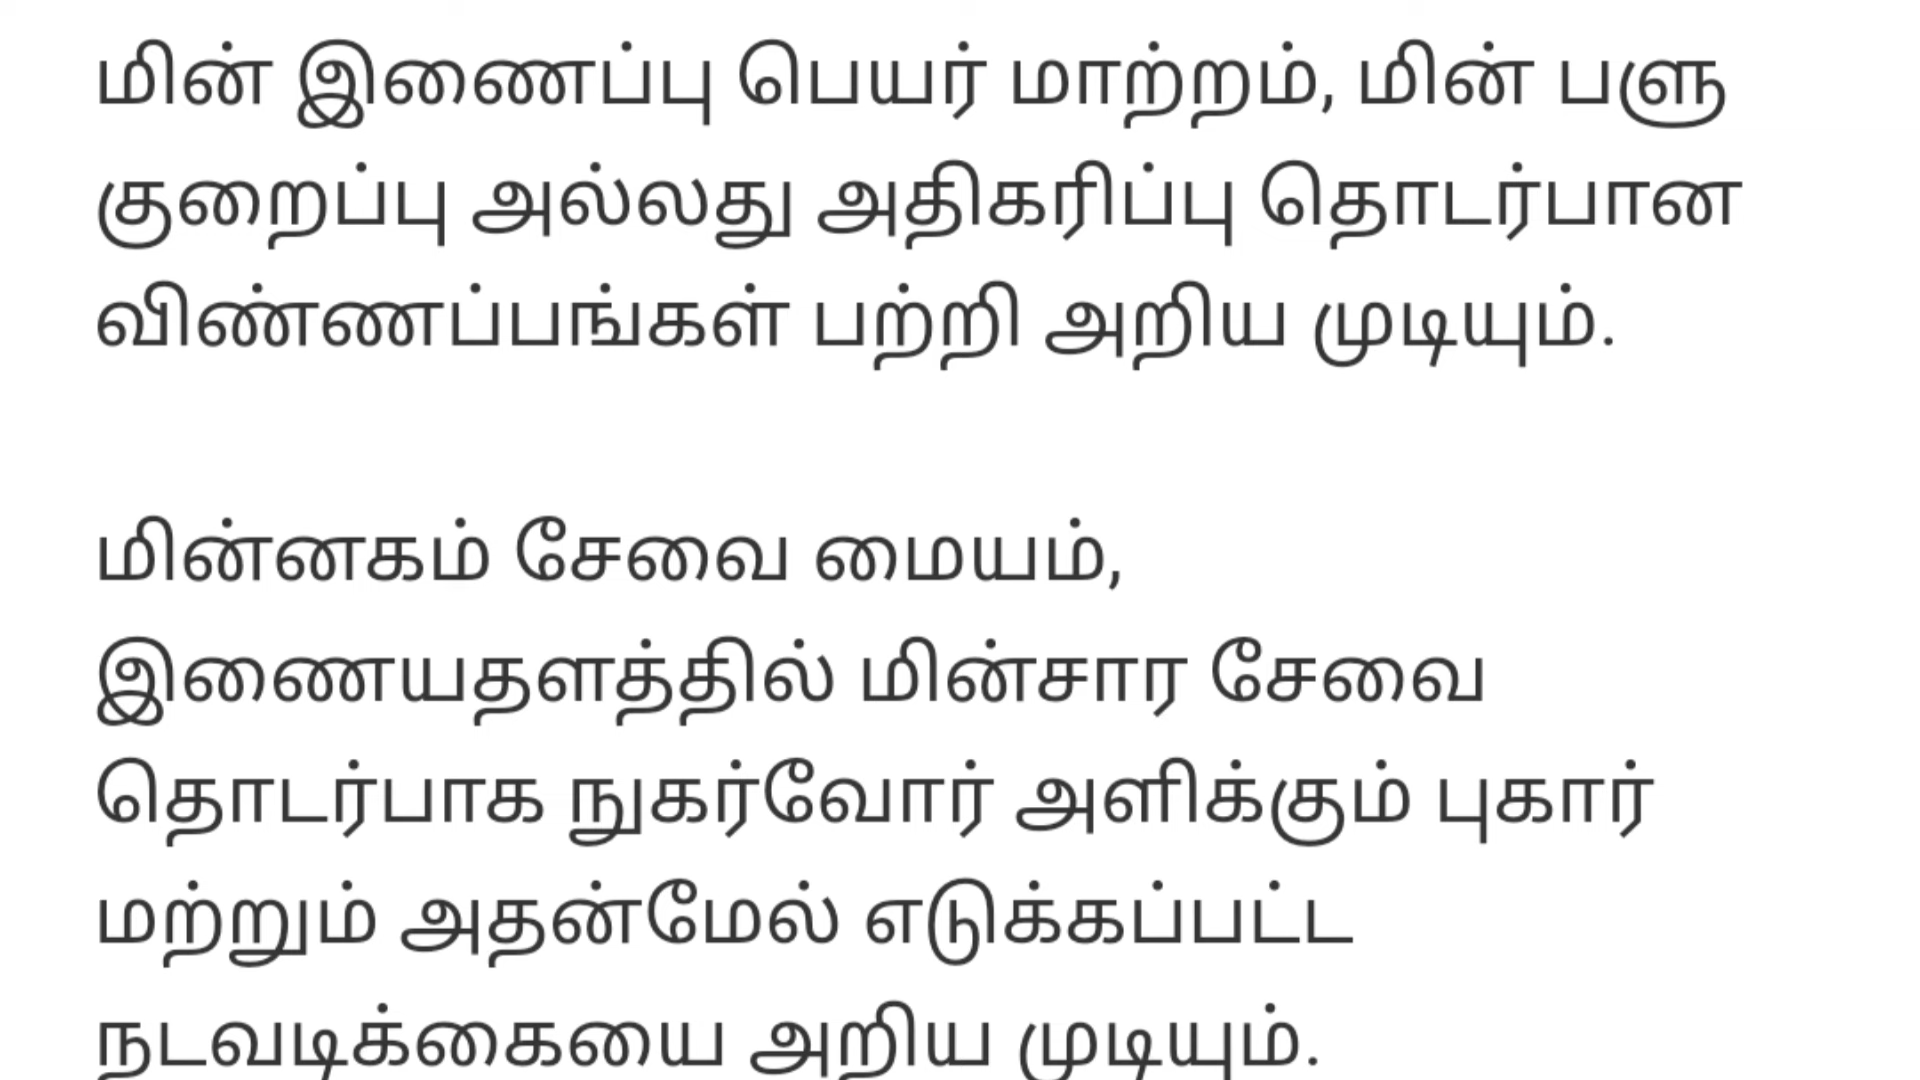 மின் இணைப்பு பெயர் மாற்றம், மின் பளு
குறைப்பு அல்லது அதிகரிப்பு தொடர்பான
விண்ணப்பங்கள் பற்றி அறிய முடியும்.
மின்னகம் சேவை மையம்,
இணையதளத்தில் மின்சார சேவை
தொடர்பாக நுகர்வோர் அளிக்கும் புகார்
மற்றும் அதன்மேல் எடுக்கப்பட்ட
நடவடிக்கையை அறிய முடியும்.